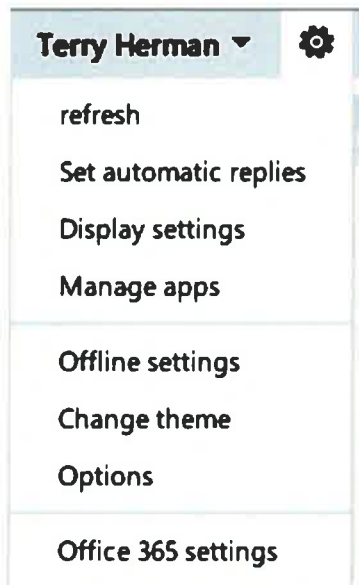 Terry Herman
refresh
Set automatic replies
Display settings
Manage apps
Offline settings
Change theme
Options
Office 365 settings